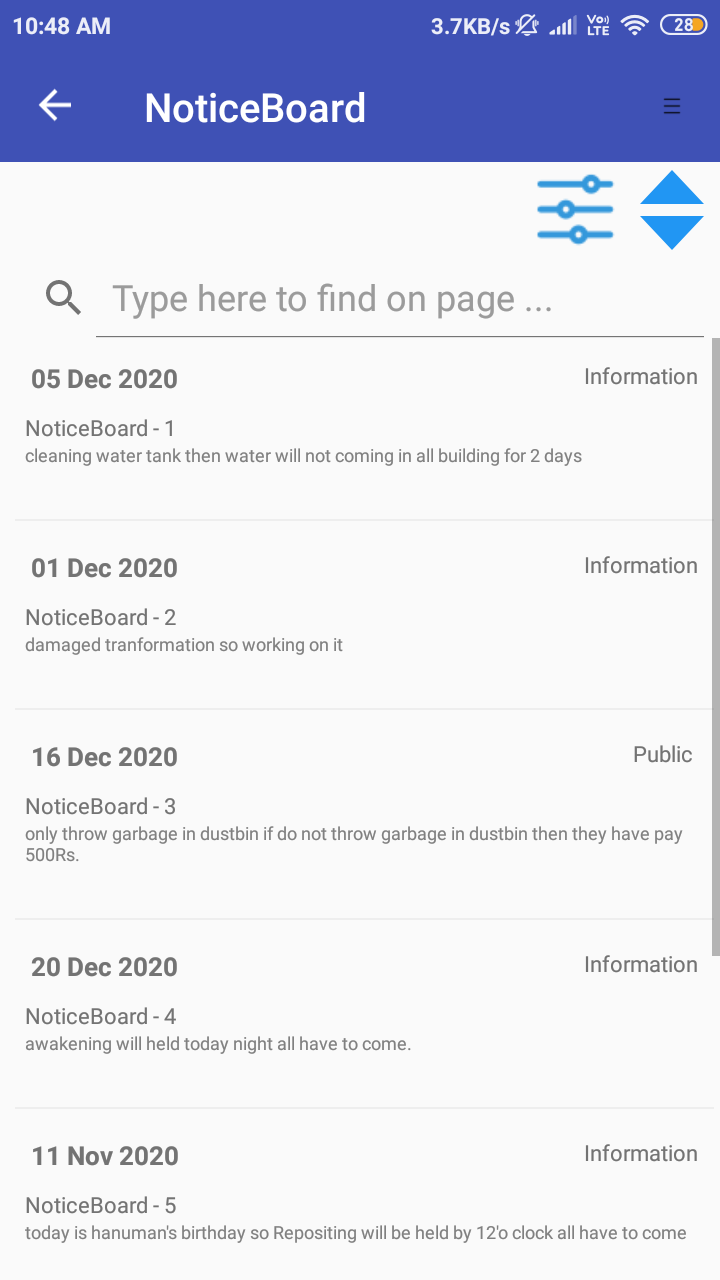 10:48 AM 3.7KB/s Vo) LTE 28
NoticeBoard
Type here to find on page ...
05 Dec 2020 Information
NoticeBoard - 1
cleaning water tank then water will not coming in all building for 2 days
01 Dec 2020 Information
NoticeBoard - 2
damaged tranformation so working on it
16 Dec 2020 Public
NoticeBoard - 3
only throw garbage in dustbin if do not throw garbage in dustbin then they have pay
500Rs.
20 Dec 2020 Information
NoticeBoard - 4
awakening will held today night all have to come.
11 Nov 2020 Information
NoticeBoard - 5
today is hanuman's birthday so Repositing will be held by 12'o clock all have to come